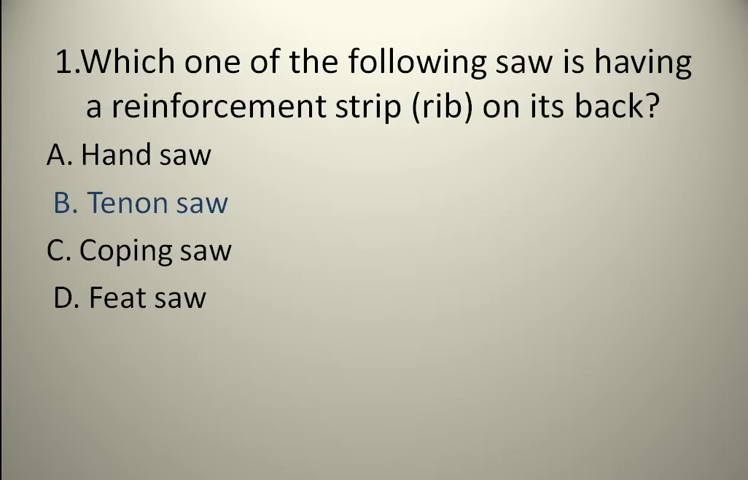 1.Which one of the following saw is having
a reinforcement strip (rib) on its back?
A. Hand saw
B. Tenon saw
C. Coping saw
D. Feat saw